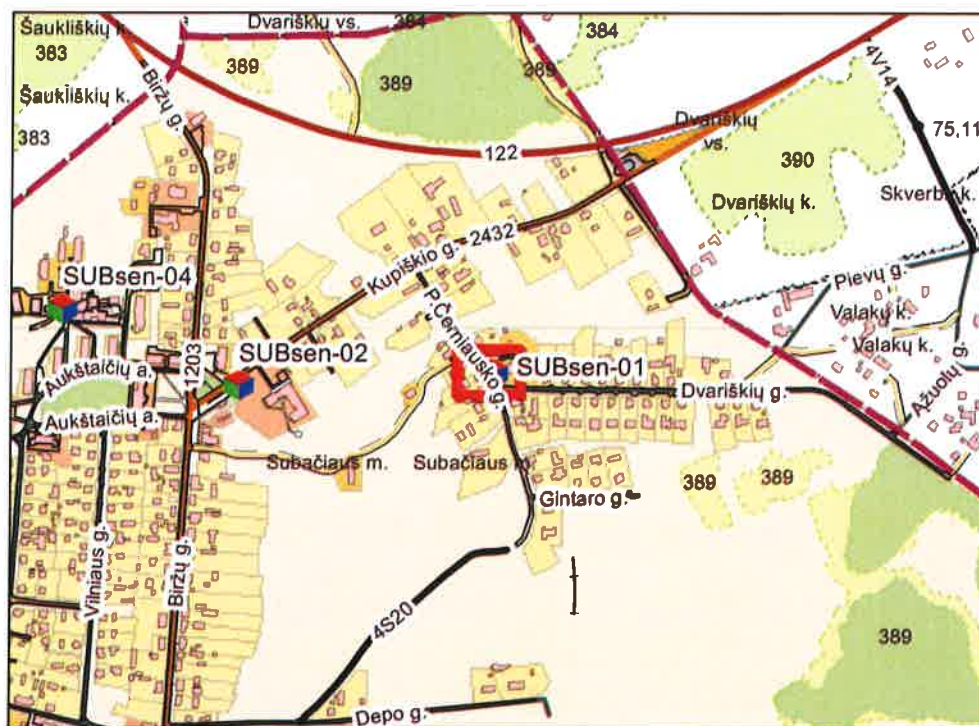 Šaukliškių k.
383
Dvariškių vs.
384
384
389
389
389
Šaukliškių k.
383
Biržų g.
122
Dvariškių
vs.
4V14
75,11
390
Dvariškių k.
Kupiškio g. 2432
SUBsen-04
Pievų g.
Valakų k.
Valakų k.
Ąžuolų g.
P.Černiausko g.
1203
SUBsen-02
SUBsen-01
Aukštaičių a.
Aukštaičių a.
Dvariškių g.
Subačiaus m.
Subačiaus m.
389
389
Gintaro g.
Vilniaus g.
Biržų g.
4S20
389
Depo g.